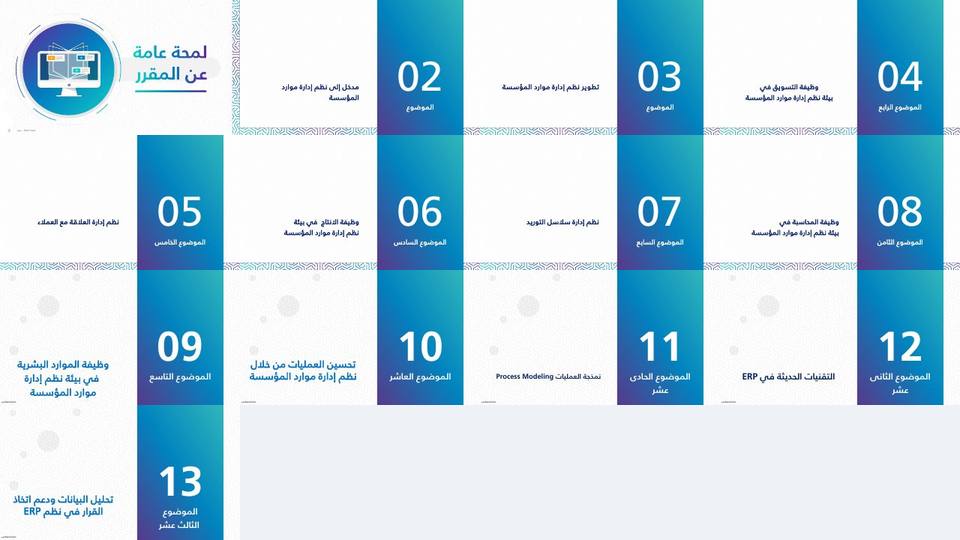 لمحة عامة
عن المقرر
02
الموضوع
مدخل إلى نظم إدارة موارد
المؤسسة
03
الموضوع
تطوير نظم إدارة موارد المؤسسة
04
الموضوع الرابع
وظيفة التسويق في
بيئة نظم إدارة موارد المؤسسة
05
الموضوع الخامس
نظم إدارة العلاقة مع العملاء
06
الموضوع السادس
وظيفة الانتاج في بيئة
نظم إدارة موارد المؤسسة
07
الموضوع السابع
نظم إدارة سلاسل التوريد
08
الموضوع الثامن
وظيفة المحاسبة في
بيئة نظم إدارة موارد المؤسسة
09
الموضوع التاسع
وظيفة الموارد البشرية
في بيئة نظم إدارة
موارد المؤسسة
10
الموضوع العاشر
تحسين العمليات من خلال
نظم إدارة موارد المؤسسة
11
الموضوع الحادى
عشر
نمذجة العمليات Process Modeling
12
الموضوع الثانى
عشر
التقنيات الحديثة في ERP
13
الموضوع
الثالث عشر
تحليل البيانات ودعم اتخاذ
القرار في نظم ERP